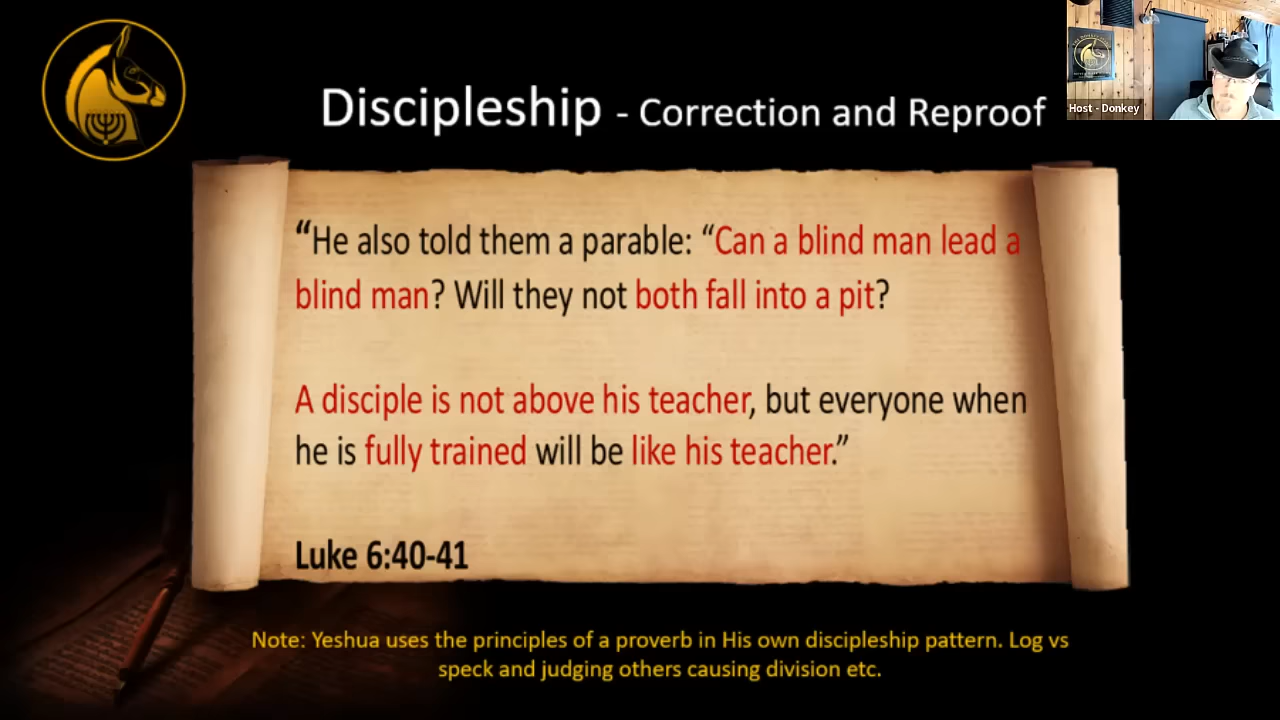 Discipleship - Correction and Reproof
Host - Donkey
“He also told them a parable: “Can a blind man lead a
blind man? Will they not both fall into a pit?
A disciple is not above his teacher, but everyone when
he is fully trained will be like his teacher.”
Luke 6:40-41
Note: Yeshua uses the principles of a proverb in His own discipleship pattern. Log vs
speck and judging others causing division etc.